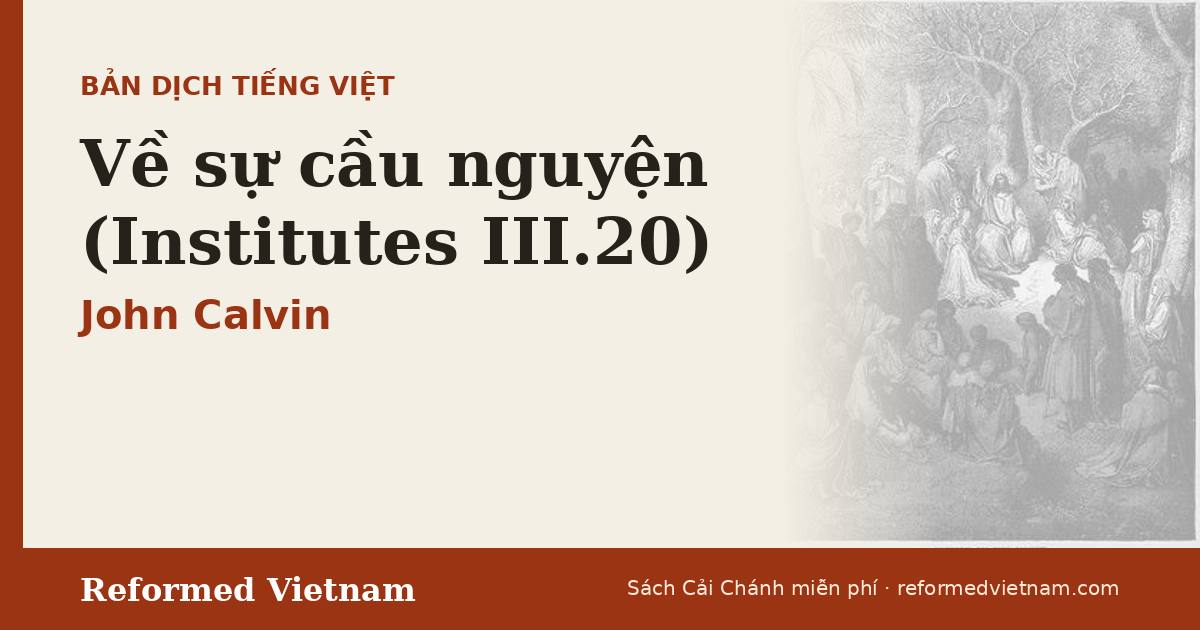 BẢN DỊCH TIẾNG VIỆT
Về sự cầu nguyện
(Institutes III.20)
John Calvin
Reformed Vietnam
Sách Cải Chánh miễn phí · reformedvietnam.com